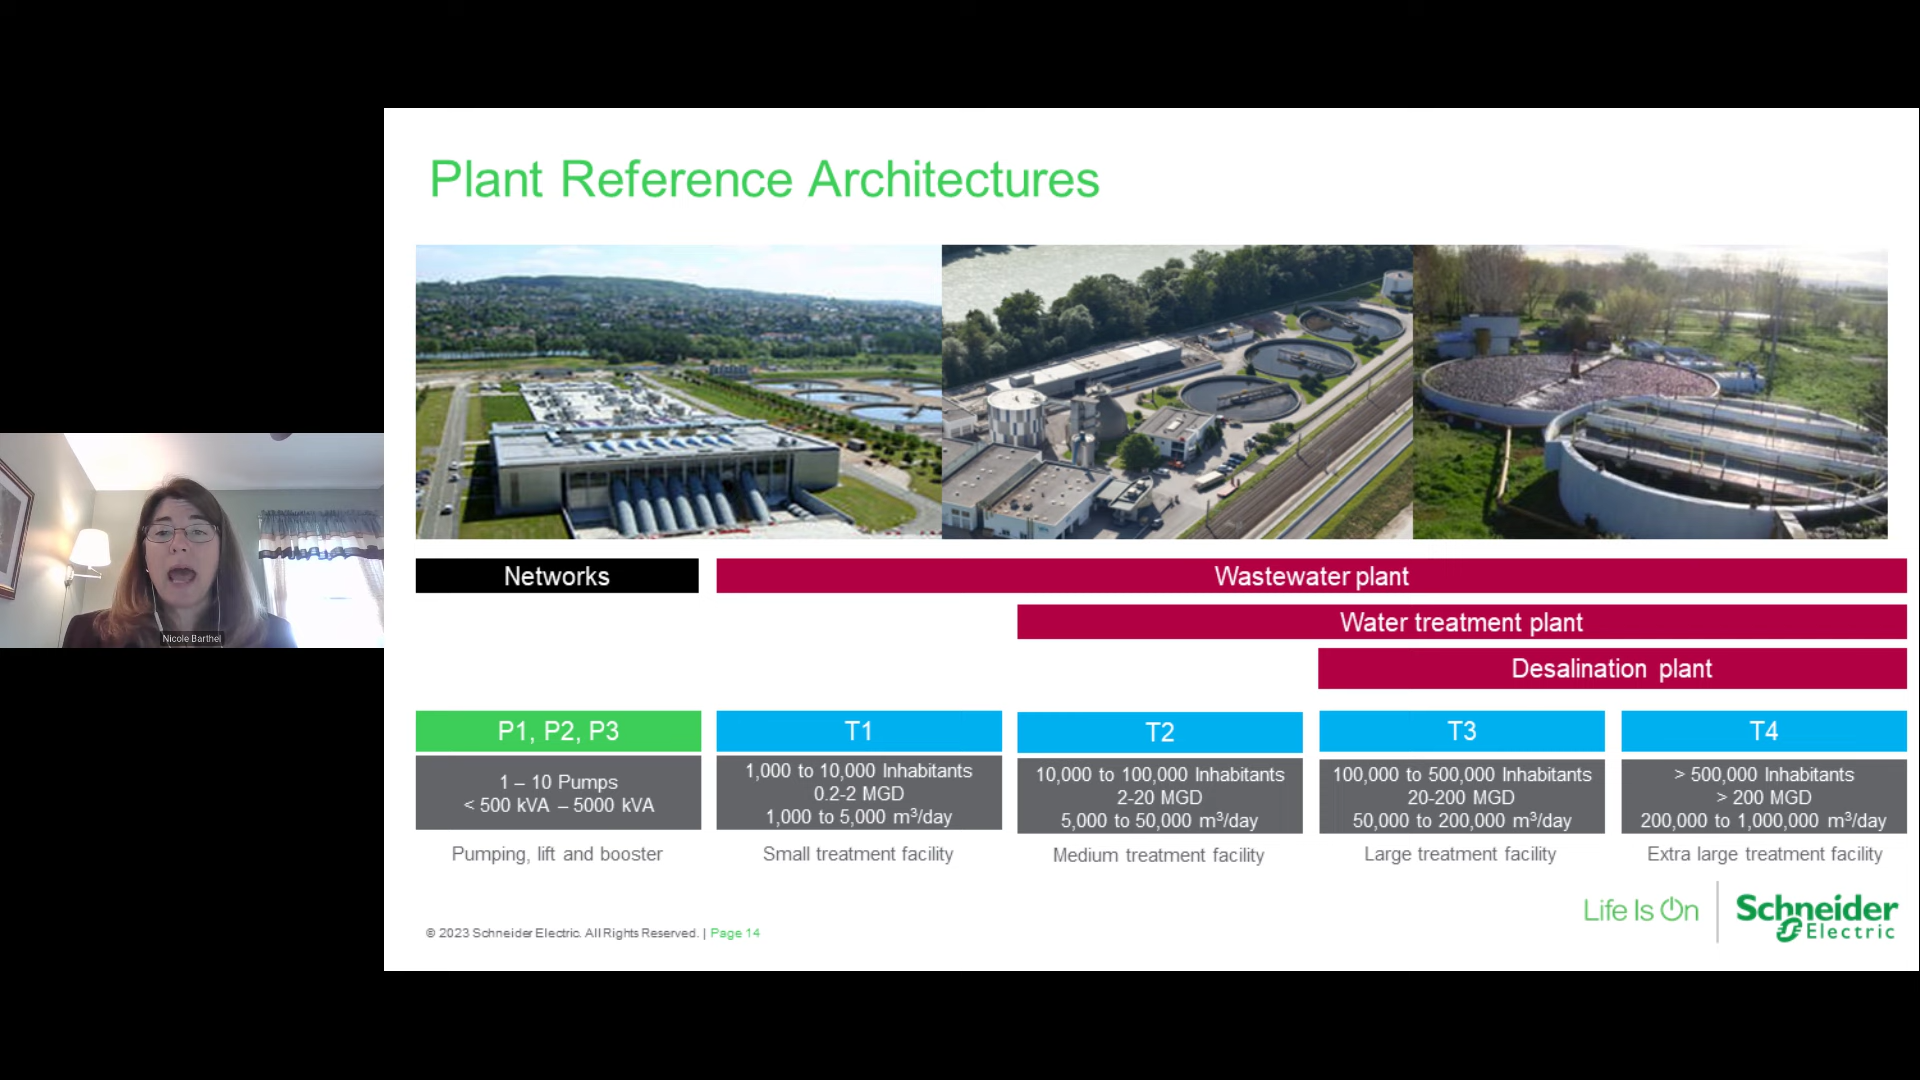 Plant Reference Architectures
Networks
Wastewater plant
Water treatment plant
Desalination plant
P1, P2, P3
1 – 10 Pumps
< 500 kVA – 5000 kVA
Pumping, lift and booster
T1
1,000 to 10,000 Inhabitants
0.2-2 MGD
1,000 to 5,000 m³/day
Small treatment facility
T2
10,000 to 100,000 Inhabitants
2-20 MGD
5,000 to 50,000 m³/day
Medium treatment facility
T3
100,000 to 500,000 Inhabitants
20-200 MGD
50,000 to 200,000 m³/day
Large treatment facility
T4
> 500,000 Inhabitants
> 200 MGD
200,000 to 1,000,000 m³/day
Extra large treatment facility
Nicole Barthel
© 2023 Schneider Electric. All Rights Reserved. | Page 14
Life Is On
Schneider
Electric